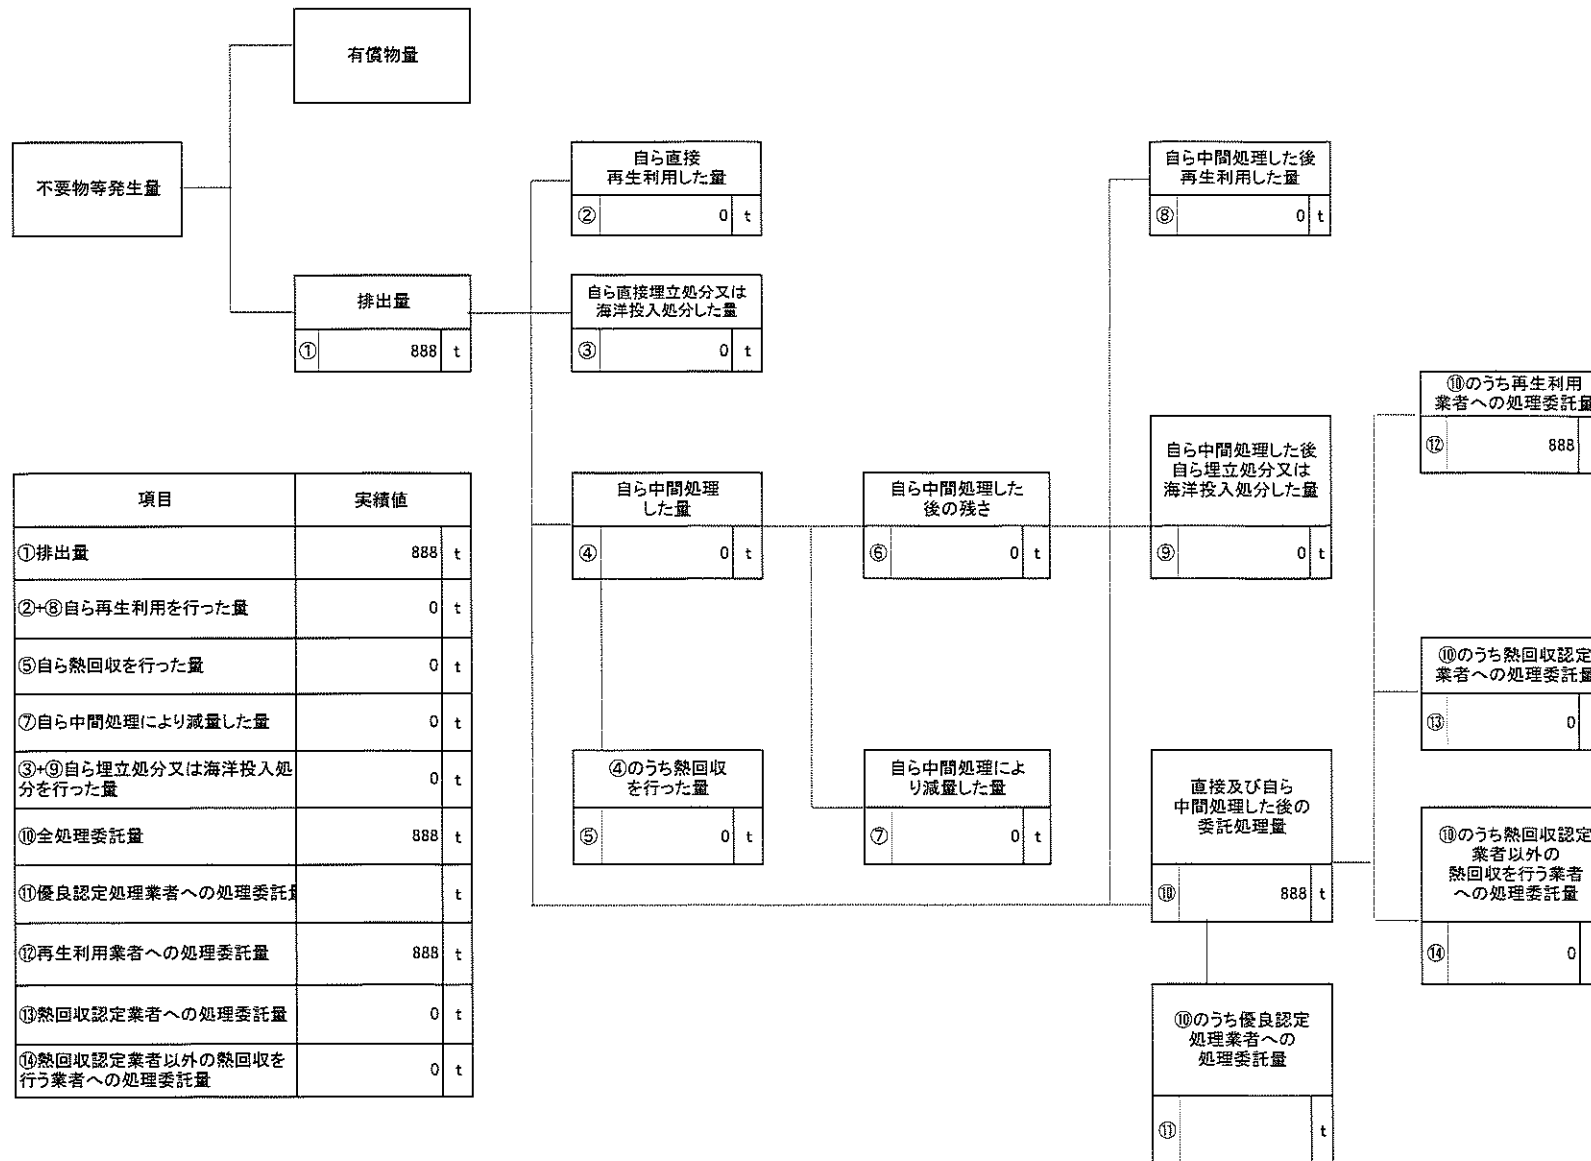 有償物量
不要物等発生量
自ら直接
再生利用した量
② 0 t
自ら中間処理した後
再生利用した量
⑧ 0 t
排出量
① 888 t
自ら直接埋立処分又は
海洋投入処分した量
③ 0 t
⑩のうち再生利用
業者への処理委託量
⑫ 888
自ら中間処理
した量
④ 0 t
自ら中間処理した
後の残さ
⑥ 0 t
自ら中間処理した後
自ら埋立処分又は
海洋投入処分した量
⑨ 0 t
⑩のうち熱回収認定
業者への処理委託量
⑬ 0
④のうち熱回収
を行った量
⑤ 0 t
自ら中間処理によ
り減量した量
⑦ 0 t
直接及び自ら
中間処理した後の
委託処理量
⑩ 888 t
⑩のうち熱回収認定
業者以外の
熱回収を行う業者
への処理委託量
⑭ 0
⑩のうち優良認定
処理業者への
処理委託量
⑪ t
項目 実績値
①排出量 888 t
②+⑧自ら再生利用を行った量 0 t
⑤自ら熱回収を行った量 0 t
⑦自ら中間処理により減量した量 0 t
③+⑨自ら埋立処分又は海洋投入処
分を行った量 0 t
⑩全処理委託量 888 t
⑪優良認定処理業者への処理委託量 t
⑫再生利用業者への処理委託量 888 t
⑬熱回収認定業者への処理委託量 0 t
⑭熱回収認定業者以外の熱回収を
行う業者への処理委託量 0 t